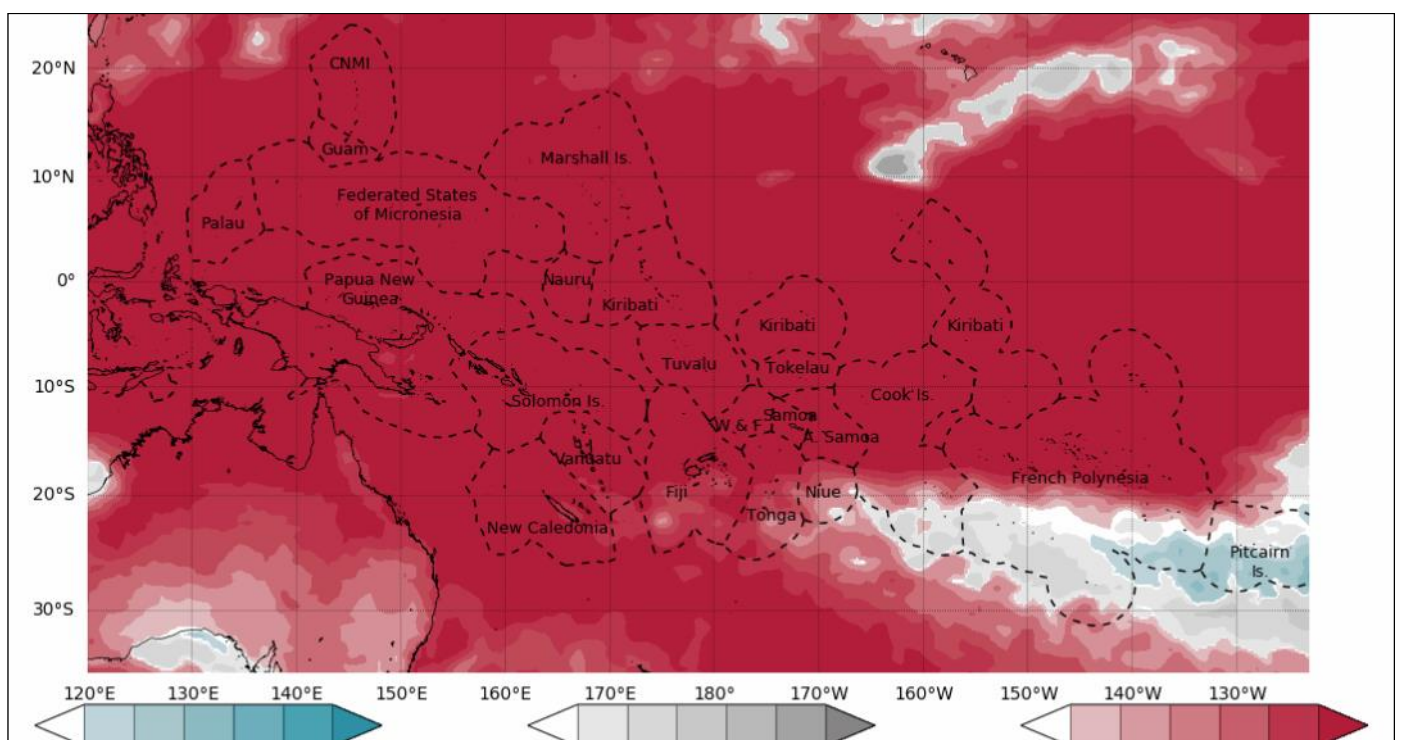 20°N
CNMI
Guam
Marshall Is.
10°N
Federated States
of Micronesia
Palau
0°
Papua New
Guinea
Nauru
Kiribati
Kiribati
Kiribati
Tuvalu
Tokelau
10°S
Solomon Is.
Cook Is.
Samoa
W & F
A. Samoa
Vanuatu
French Polynesia
20°S
Fiji
Niue
Tonga
New Caledonia
Pitcairn
Is.
30°S
120°E 130°E 140°E 150°E 160°E 170°E 180° 170°W 160°W 150°W 140°W 130°W